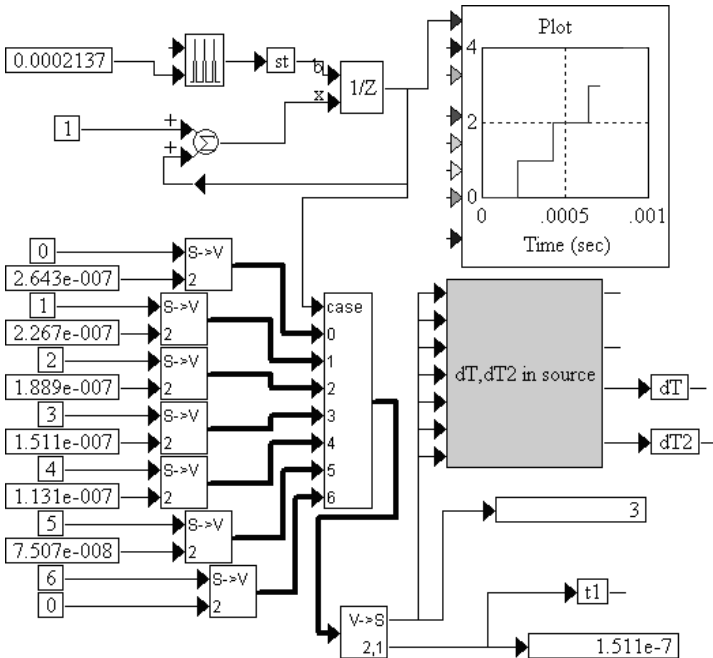 Plot
4
2
0
0
.0005
.001
Time (sec)
0.0002137
st
b
x
1/Z
1
+
+
Σ
0
2.643e-007
S->V
2
1
2.267e-007
S->V
2
2
1.889e-007
S->V
2
3
1.511e-007
S->V
2
4
1.131e-007
S->V
2
5
7.507e-008
S->V
2
6
0
S->V
2
case
0
1
2
3
4
5
6
dT,dT2 in source
dT
dT2
3
V->S
2,1
t1
1.511e-7